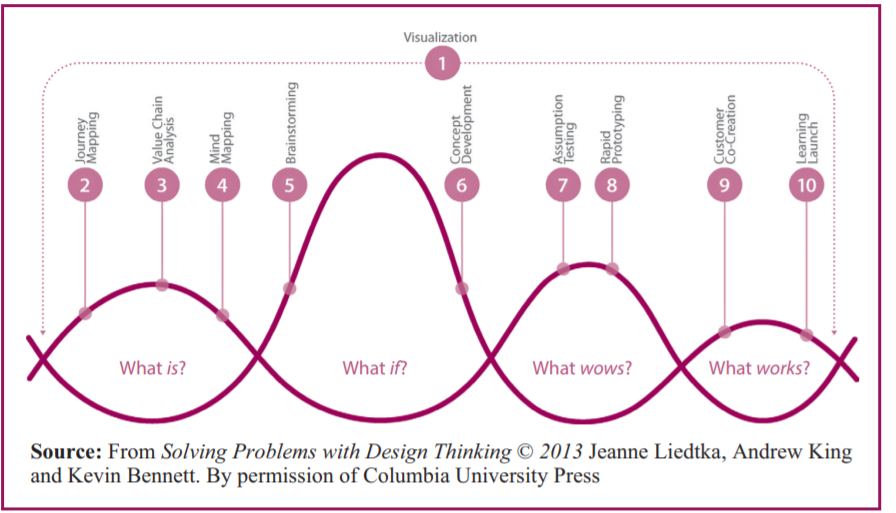 Visualization
1
Journey
Mapping
2
Value Chain
Analysis
3
Mind
Mapping
4
Brainstorming
5
Concept
Development
6
Assumption
Testing
7
Rapid
Prototyping
8
Customer
Co-Creation
9
Learning
Launch
10
What is?
What if?
What wows?
What works?
Source: From Solving Problems with Design Thinking © 2013 Jeanne Liedtka, Andrew King
and Kevin Bennett. By permission of Columbia University Press